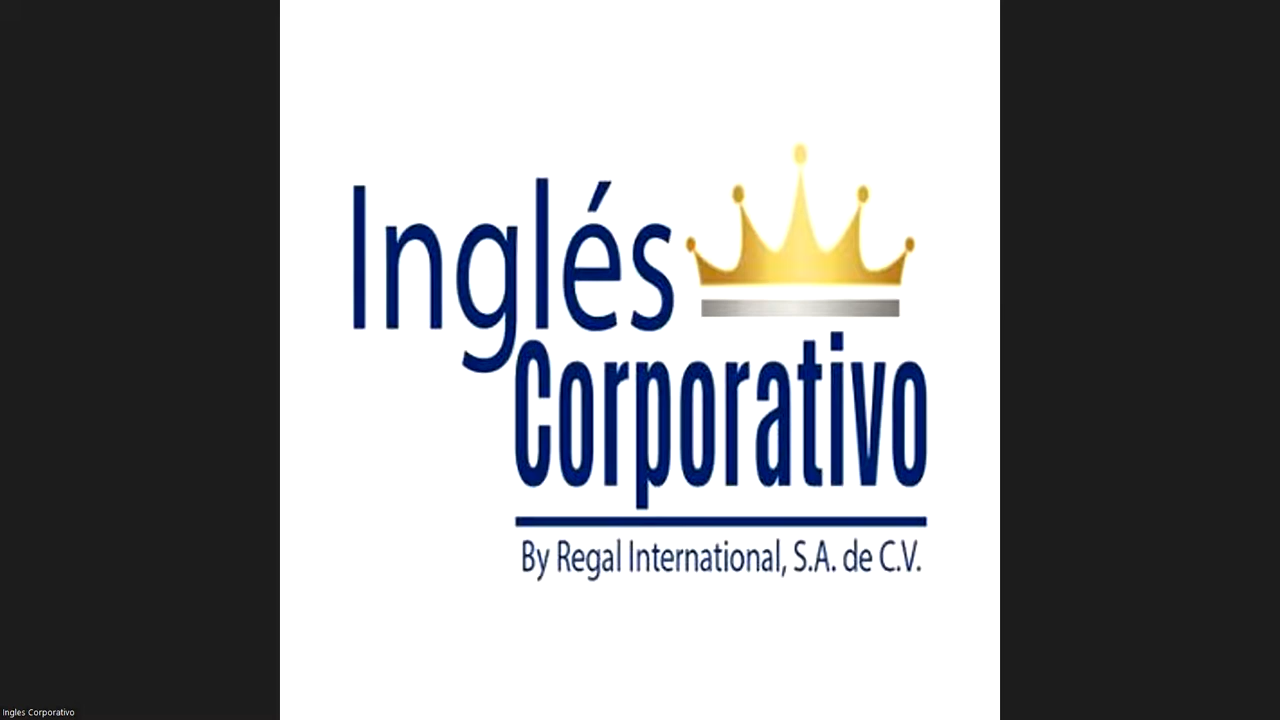 Inglés
Corporativo
By Regal International, S.A. de C.V.
Ingles Corporativo